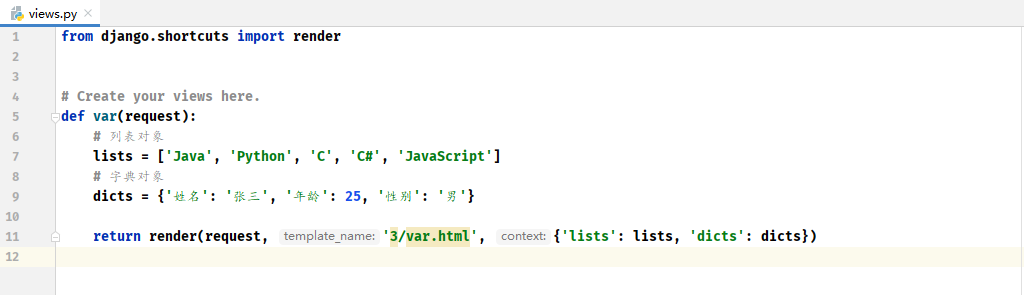 views.py
1 from django.shortcuts import render
2
3
4 # Create your views here.
5 def var(request):
6     # 列表对象
7     lists = ['Java', 'Python', 'C', 'C#', 'JavaScript']
8     # 字典对象
9     dicts = {'姓名': '张三', '年龄': 25, '性别': '男'}
10
11     return render(request, template_name: '3/var.html', context: {'lists': lists, 'dicts': dicts})
12